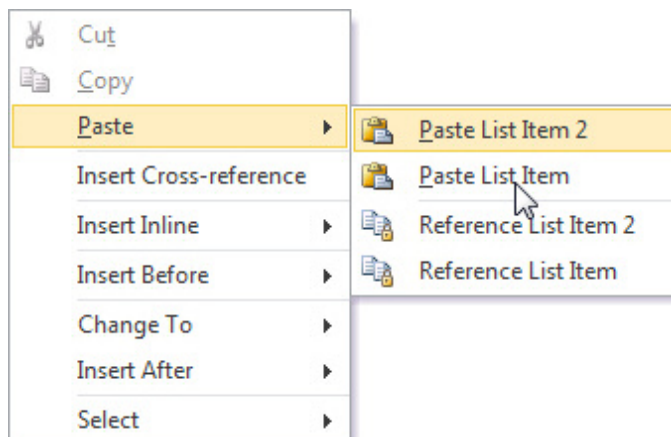 Cut
Copy
Paste
Insert Cross-reference
Insert Inline
Insert Before
Change To
Insert After
Select
Paste List Item 2
Paste List Item
Reference List Item 2
Reference List Item